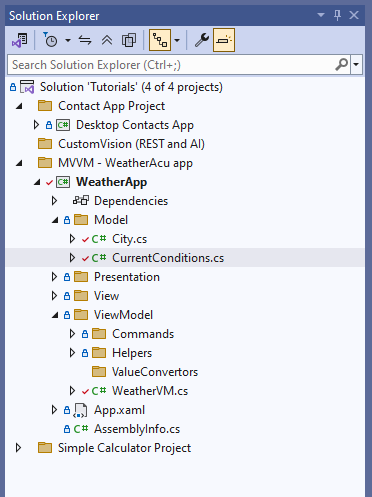 Solution Explorer
Search Solution Explorer (Ctrl+;)
Solution 'Tutorials' (4 of 4 projects)
Contact App Project
C# Desktop Contacts App
CustomVision (REST and AI)
MVVM - WeatherAcu app
C# WeatherApp
Dependencies
Model
C# City.cs
C# CurrentConditions.cs
Presentation
View
ViewModel
Commands
Helpers
ValueConvertors
C# WeatherVM.cs
App.xaml
C# AssemblyInfo.cs
Simple Calculator Project